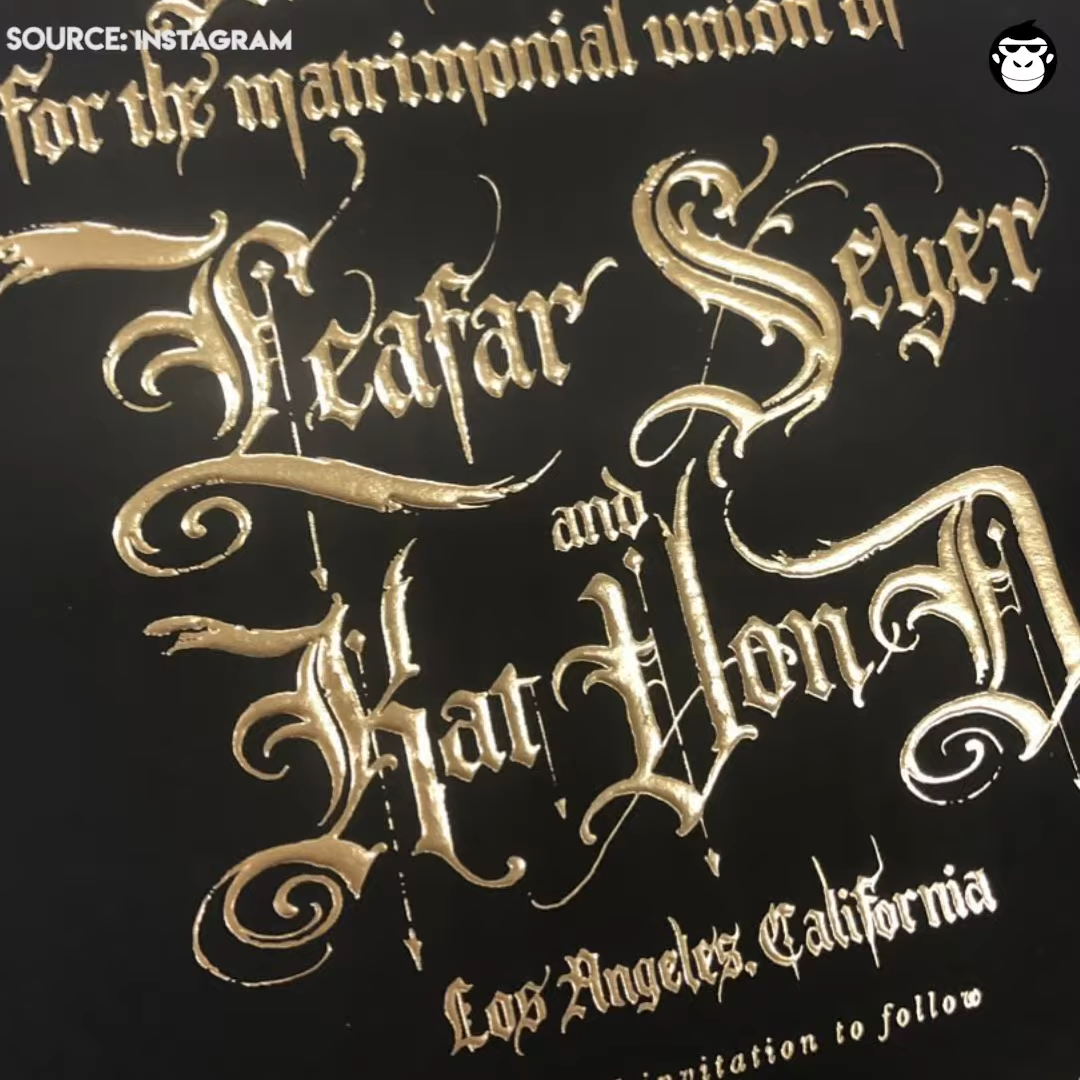 SOURCE: INSTAGRAM
for the matrimonial union of
Leafar Seyer
and
Kat Von D
Los Angeles, California
invitation to follow